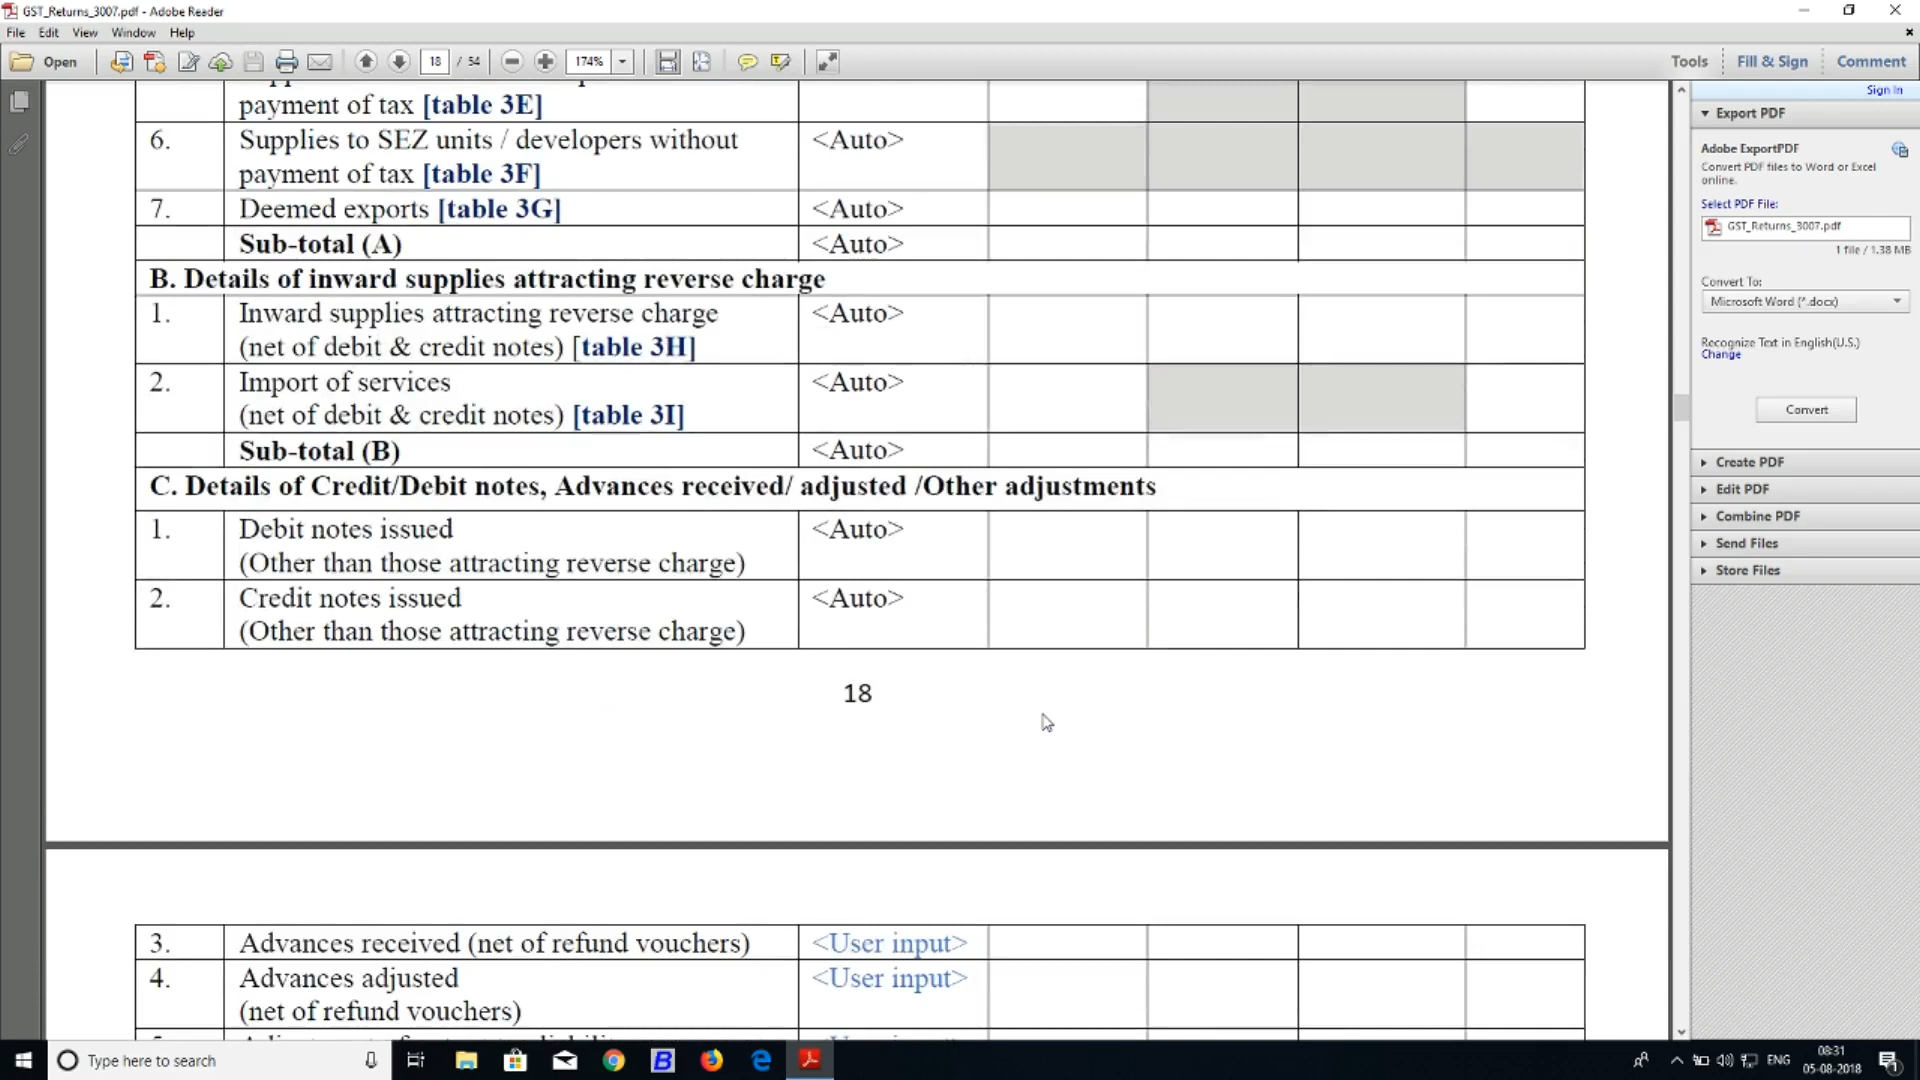 GST_Returns_3007.pdf - Adobe Reader
File Edit View Window Help
Open 18 / 54 174% Tools Fill & Sign Comment
Sign In
payment of tax [table 3E]
6. Supplies to SEZ units / developers without <Auto>
payment of tax [table 3F]
7. Deemed exports [table 3G] <Auto>
Sub-total (A) <Auto>
B. Details of inward supplies attracting reverse charge
1. Inward supplies attracting reverse charge <Auto>
(net of debit & credit notes) [table 3H]
2. Import of services <Auto>
(net of debit & credit notes) [table 3I]
Sub-total (B) <Auto>
C. Details of Credit/Debit notes, Advances received/ adjusted /Other adjustments
1. Debit notes issued <Auto>
(Other than those attracting reverse charge)
2. Credit notes issued <Auto>
(Other than those attracting reverse charge)
18
3. Advances received (net of refund vouchers) <User input>
4. Advances adjusted <User input>
(net of refund vouchers)
Export PDF
Adobe ExportPDF
Convert PDF files to Word or Excel
online.
Select PDF File:
GST_Returns_3007.pdf
1 file / 1.38 MB
Convert To:
Microsoft Word (*.docx)
Recognize Text in English(U.S.)
Change
Convert
Create PDF
Edit PDF
Combine PDF
Send Files
Store Files
Type here to search
ENG
08:31
05-08-2018